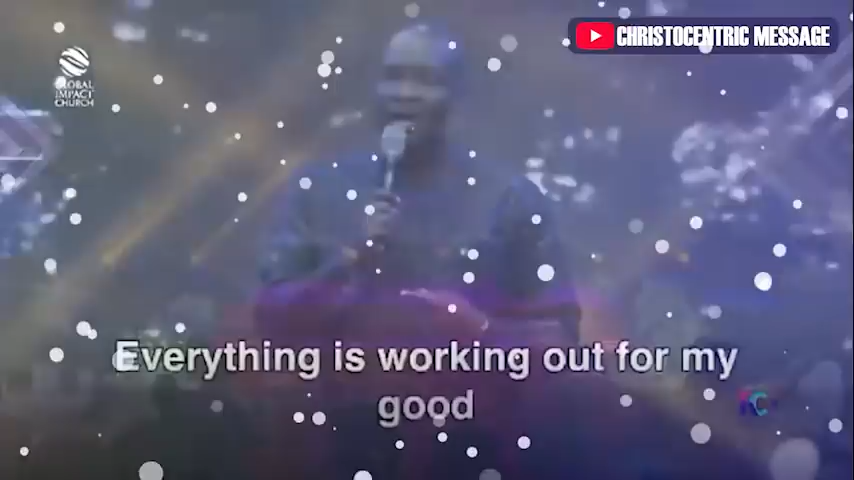 CHRISTOCENTRIC MESSAGE
GLOBAL
IMPACT
CHURCH
Everything is working out for my
good